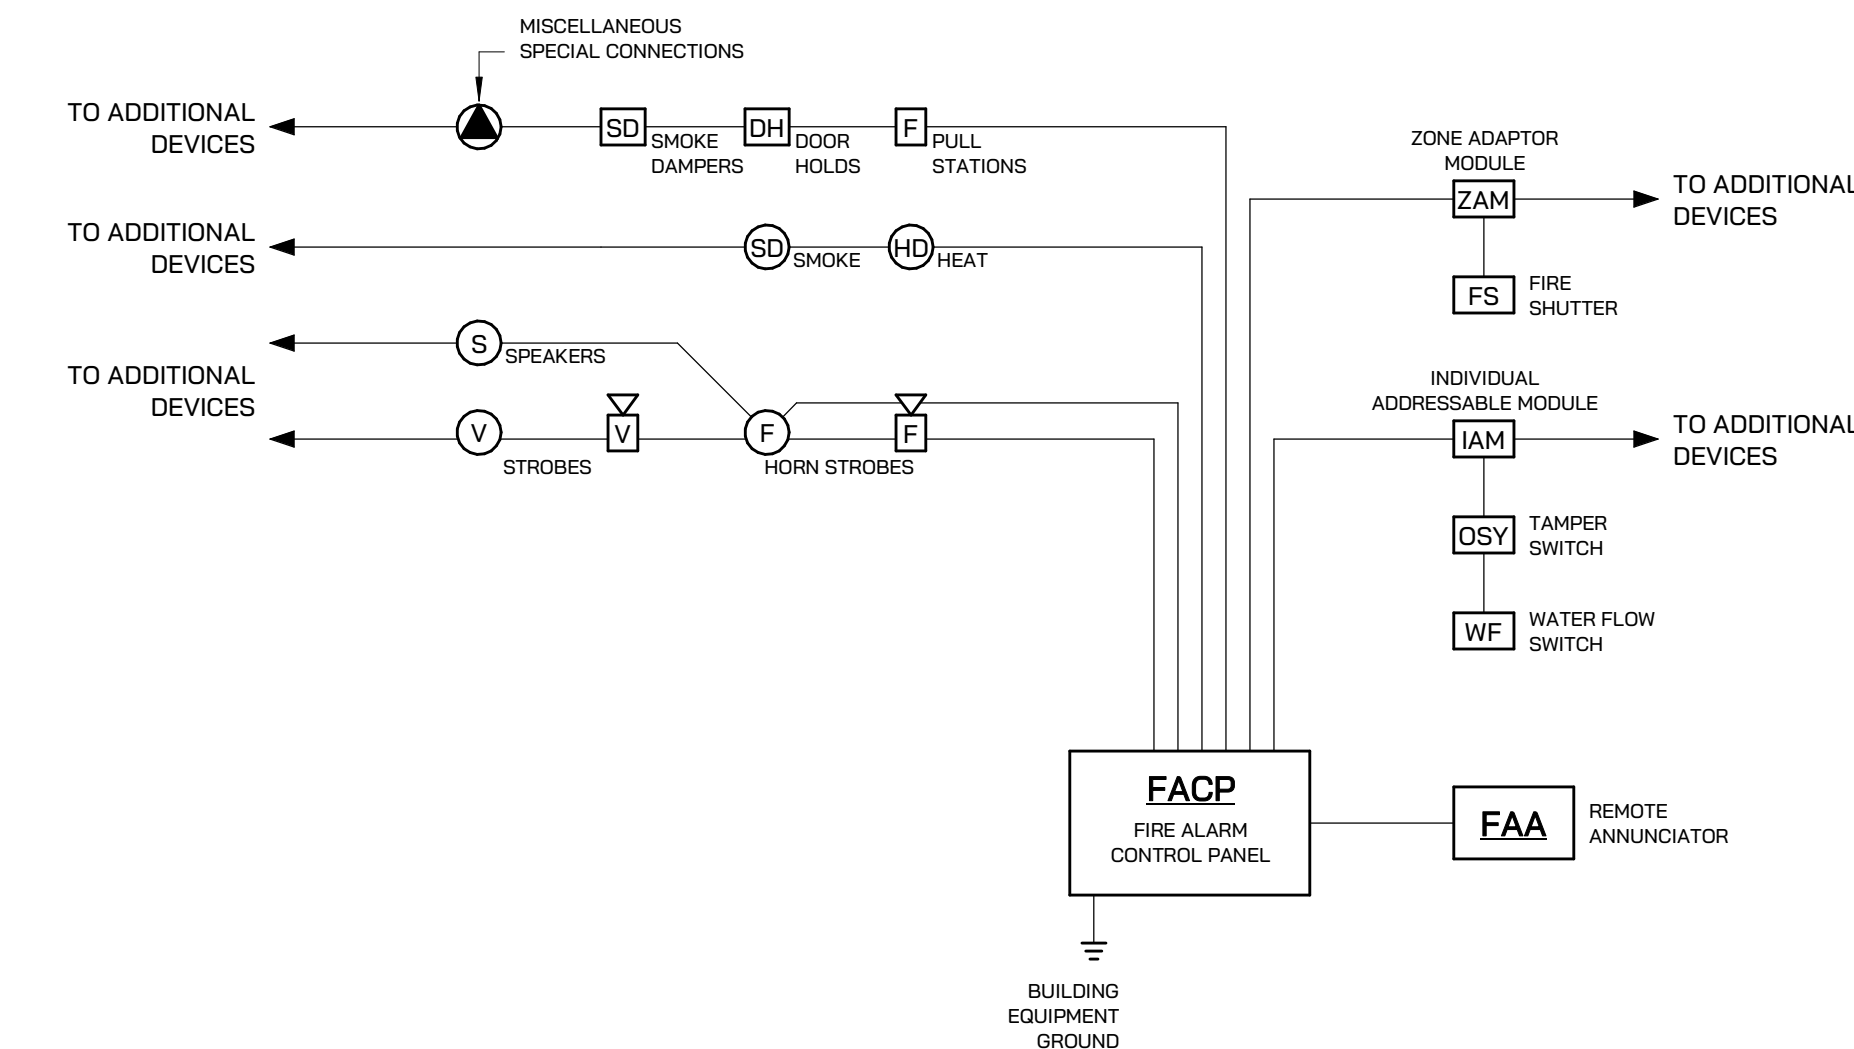 MISCELLANEOUS
SPECIAL CONNECTIONS
TO ADDITIONAL
DEVICES
SD
SMOKE
DAMPERS
DH
DOOR
HOLDS
F
PULL
STATIONS
TO ADDITIONAL
DEVICES
SD
SMOKE
HD
HEAT
TO ADDITIONAL
DEVICES
S
SPEAKERS
V
STROBES
V
F
HORN STROBES
F
ZONE ADAPTOR
MODULE
ZAM
TO ADDITIONAL
DEVICES
FS
FIRE
SHUTTER
INDIVIDUAL
ADDRESSABLE MODULE
IAM
TO ADDITIONAL
DEVICES
OSY
TAMPER
SWITCH
WF
WATER FLOW
SWITCH
FACP
FIRE ALARM
CONTROL PANEL
FAA
REMOTE
ANNUNCIATOR
BUILDING
EQUIPMENT
GROUND